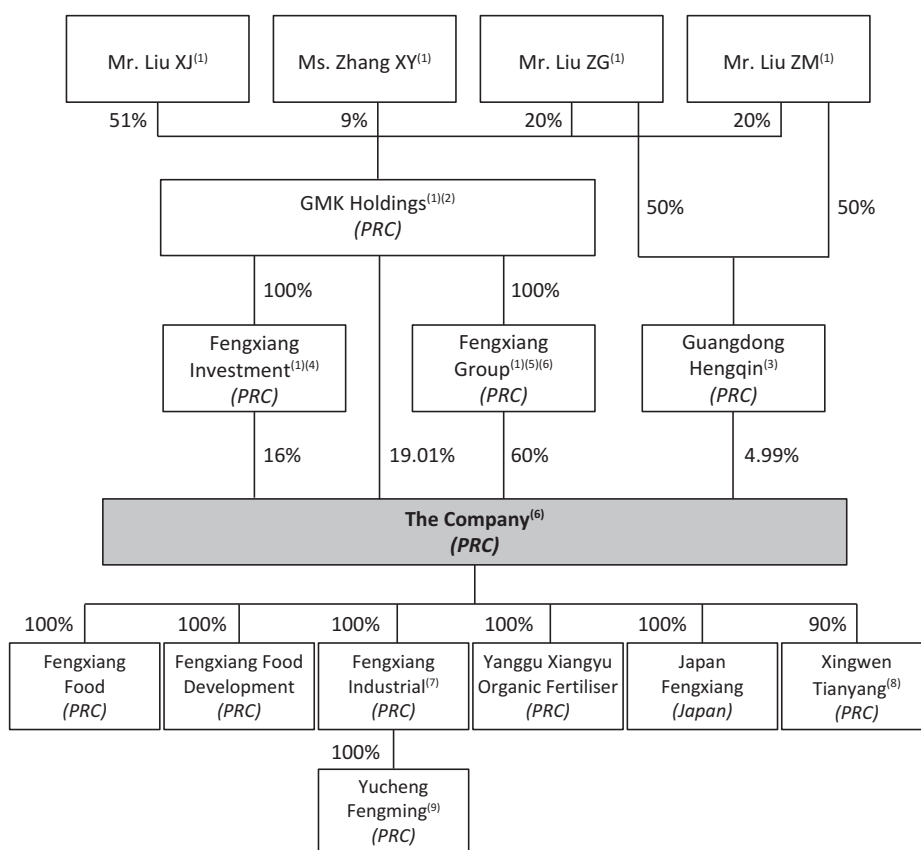 Mr. Liu XJ(1)
Ms. Zhang XY(1)
Mr. Liu ZG(1)
Mr. Liu ZM(1)
51%
9%
20%
20%
GMK Holdings(1)(2)
(PRC)
50%
50%
100%
100%
Fengxiang
Investment(1)(4)
(PRC)
Fengxiang
Group(1)(5)(6)
(PRC)
Guangdong
Hengqin(3)
(PRC)
16%
19.01%
60%
4.99%
The Company(6)
(PRC)
100%
100%
100%
100%
100%
90%
Fengxiang
Food
(PRC)
Fengxiang Food
Development
(PRC)
Fengxiang
Industrial(7)
(PRC)
Yanggu Xiangyu
Organic Fertiliser
(PRC)
Japan
Fengxiang
(Japan)
Xingwen
Tianyang(8)
(PRC)
100%
Yucheng
Fengming(9)
(PRC)